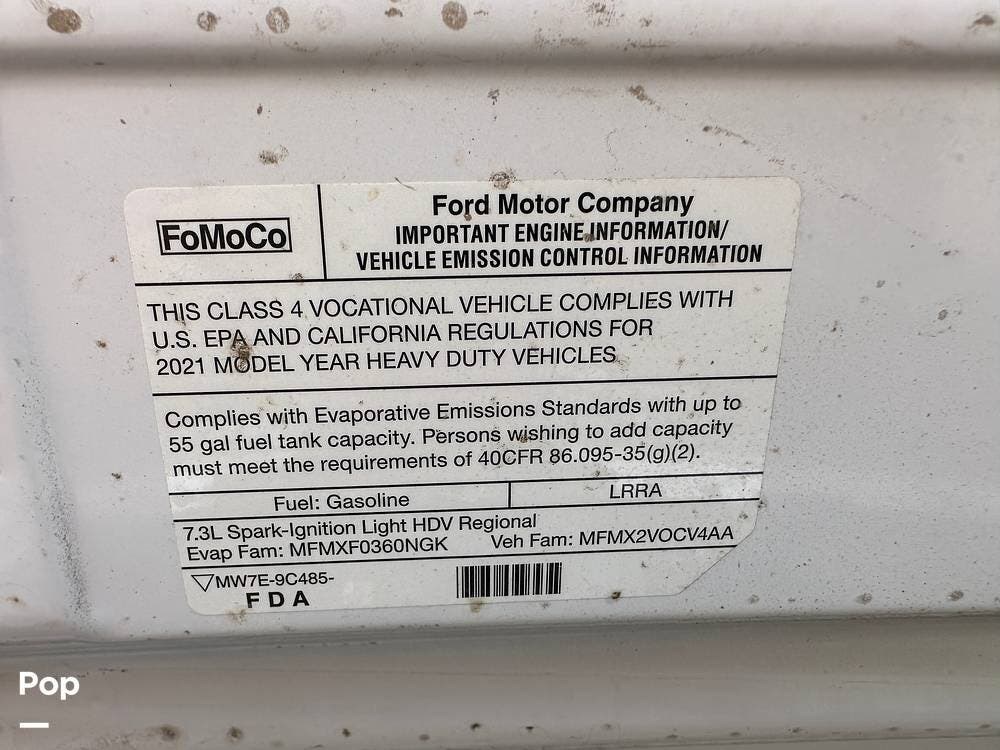 FoMoCo
Ford Motor Company
IMPORTANT ENGINE INFORMATION/
VEHICLE EMISSION CONTROL INFORMATION
THIS CLASS 4 VOCATIONAL VEHICLE COMPLIES WITH
U.S. EPA AND CALIFORNIA REGULATIONS FOR
2021 MODEL YEAR HEAVY DUTY VEHICLES
Complies with Evaporative Emissions Standards with up to
55 gal fuel tank capacity. Persons wishing to add capacity
must meet the requirements of 40CFR 86.095-35(g)(2).
Fuel: Gasoline
LRRA
7.3L Spark-Ignition Light HDV Regional
Evap Fam: MFMXF0360NGK Veh Fam: MFMX2VOCV4AA
MW7E-9C485-
F D A
Pop